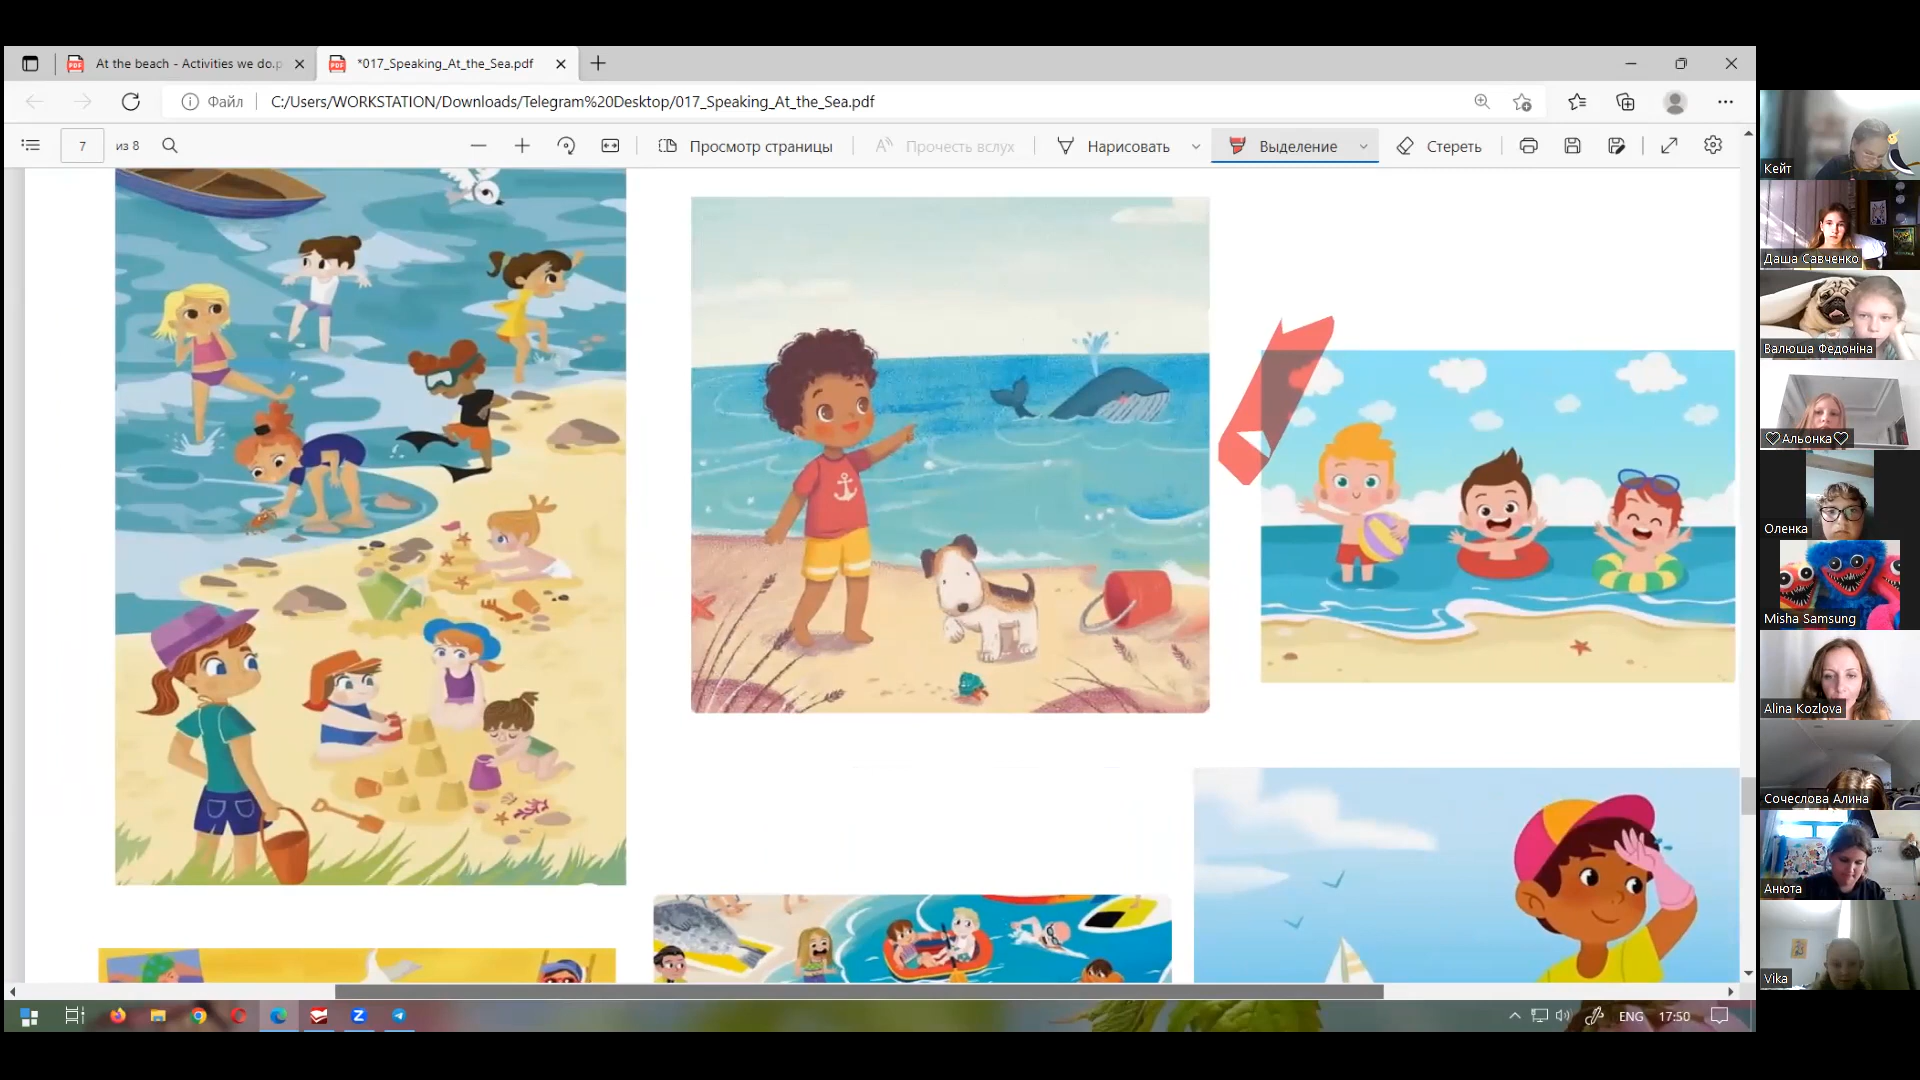 At the beach - Activities we do.p
*017_Speaking_At_the_Sea.pdf
Файл
C:/Users/WORKSTATION/Downloads/Telegram%20Desktop/017_Speaking_At_the_Sea.pdf
7 из 8
Просмотр страницы
Прочесть вслух
Нарисовать
Выделение
Стереть
Кейт
Даша Савченко
Валюша Федоніна
♡Альонка♡
Оленка
Misha Samsung
Alina Kozlova
Сочеслова Алина
Анюта
Vika
ENG
17:50